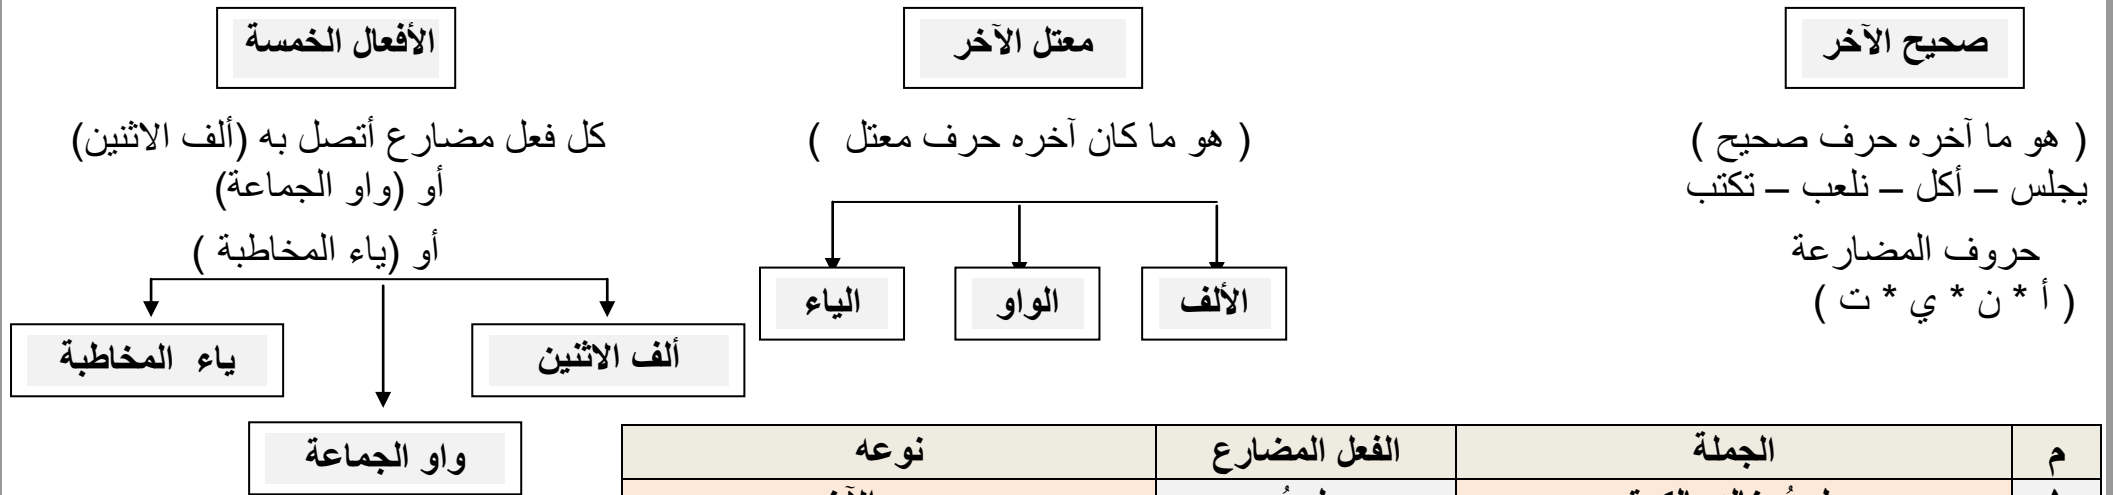 صحيح الآخر
( هو ما آخره حرف صحيح )
يجلس – أكل – نلعب – تكتب
حروف المضارعة
( أ * ن * ي * ت )
معتل الآخر
( هو ما كان آخره حرف معتل )
الألف
الواو
الياء
الأفعال الخمسة
كل فعل مضارع أتصل به (ألف الاثنين)
أو (واو الجماعة)
أو (ياء المخاطبة )
ألف الاثنين
ياء المخاطبة
واو الجماعة
م الجملة الفعل المضارع نوعه